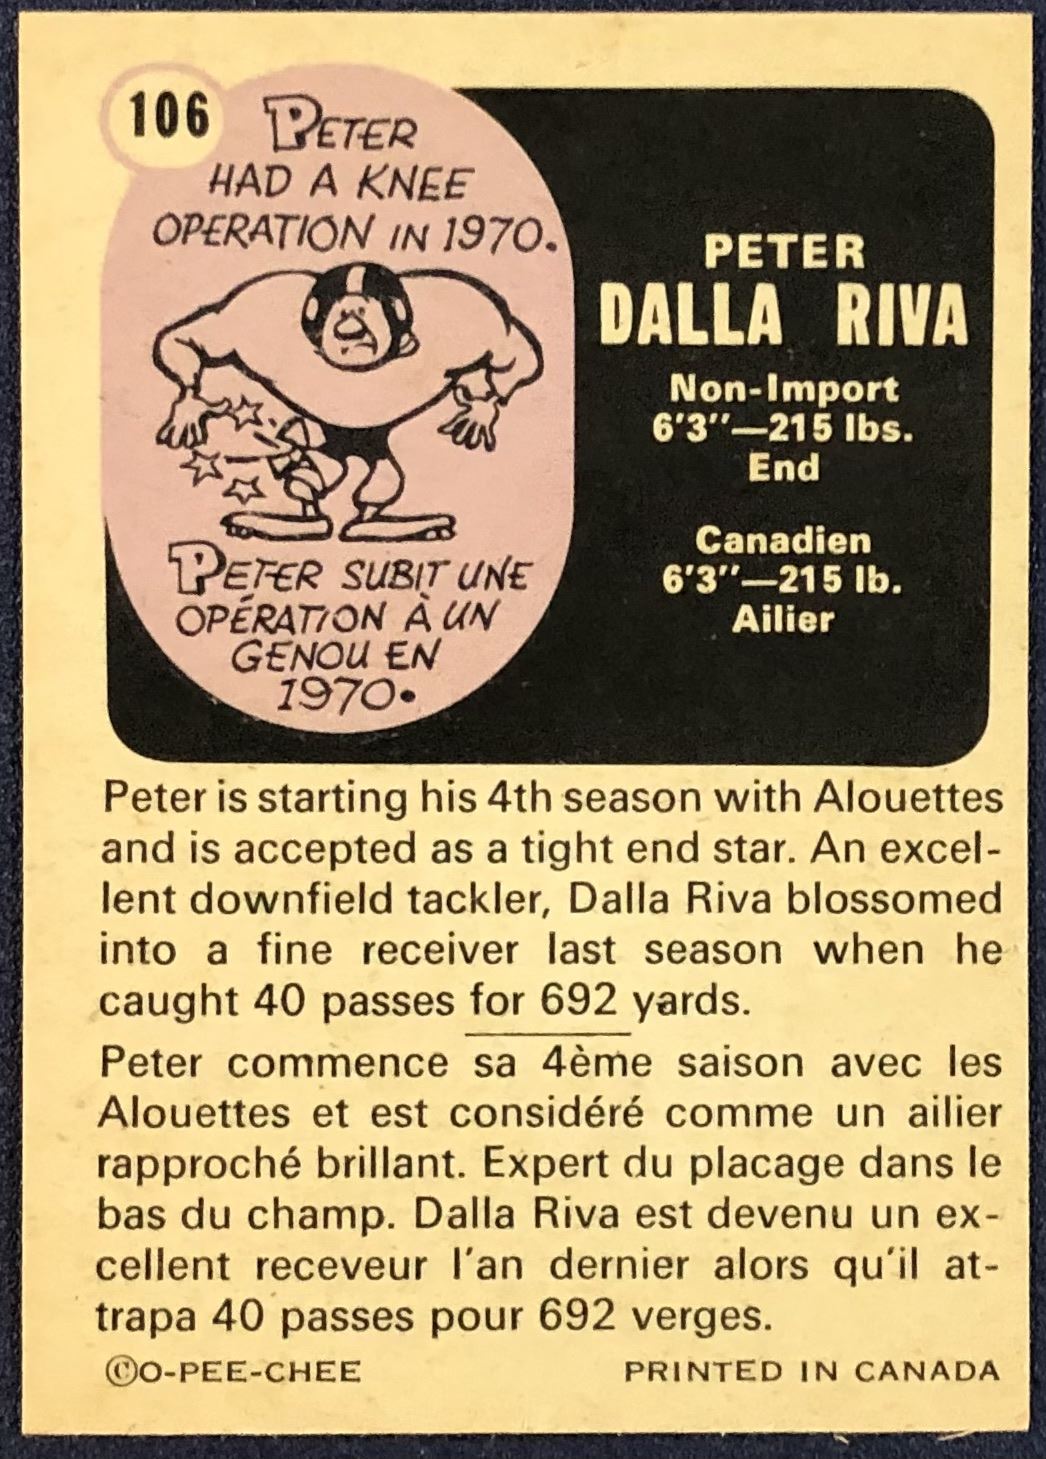 106
PETER
HAD A KNEE
OPERATION IN 1970.
PETER SUBIT UNE
OPÉRATION À UN
GENOU EN
1970.
PETER
DALLA RIVA
Non-Import
6'3"—215 lbs.
End
Canadien
6'3"—215 lb.
Ailier
Peter is starting his 4th season with Alouettes
and is accepted as a tight end star. An excel-
lent downfield tackler, Dalla Riva blossomed
into a fine receiver last season when he
caught 40 passes for 692 yards.
Peter commence sa 4ème saison avec les
Alouettes et est considéré comme un ailier
rapproché brillant. Expert du placage dans le
bas du champ. Dalla Riva est devenu un ex-
cellent receveur l'an dernier alors qu'il at-
trapa 40 passes pour 692 verges.
©O-PEE-CHEE PRINTED IN CANADA